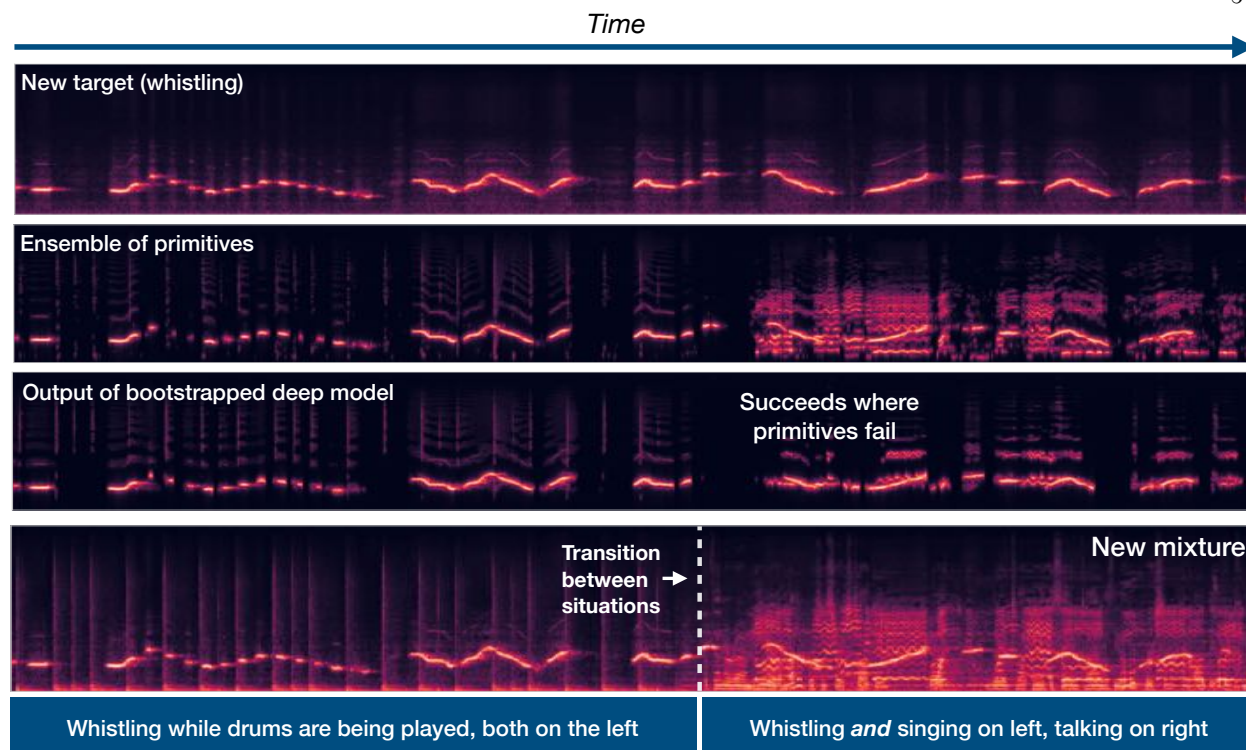 Time
New target (whistling)
Ensemble of primitives
Output of bootstrapped deep model
Succeeds where
primitives fail
Transition
between
situations
New mixture
Whistling while drums are being played, both on the left
Whistling and singing on left, talking on right